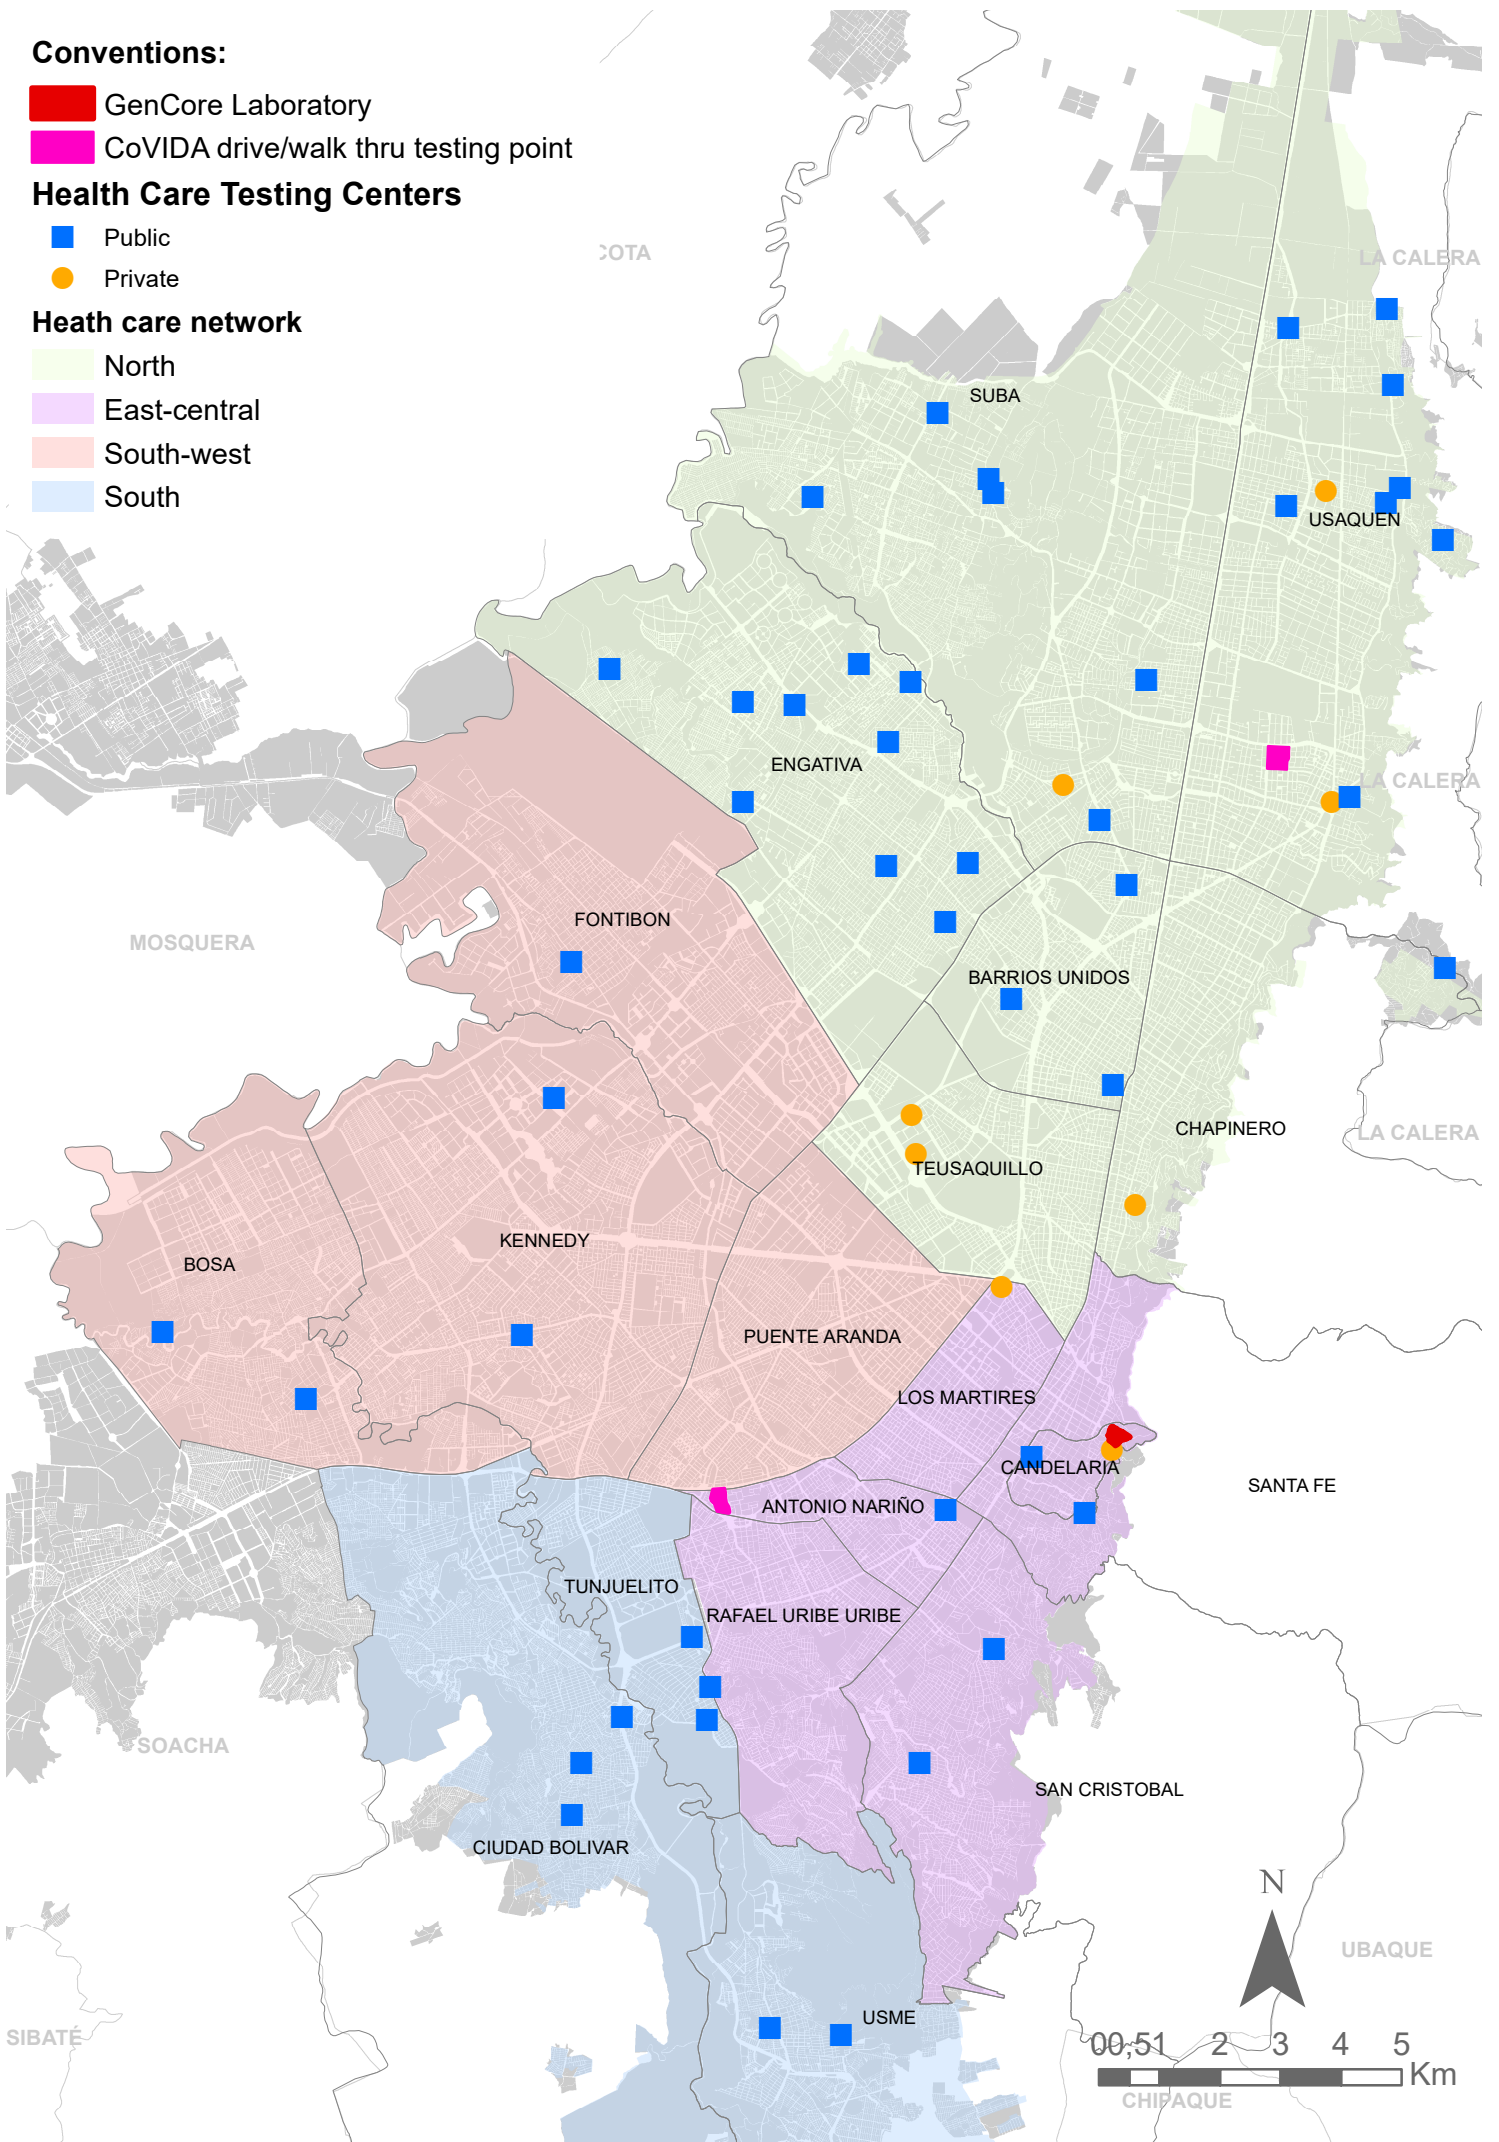 Conventions:
GenCore Laboratory
CoVIDA drive/walk thru testing point
Health Care Testing Centers
Public
Private
Heath care network
North
East-central
South-west
South
COTA
LA CALERA
SUBA
USAQUEN
ENGATIVA
LA CALERA
FONTIBON
MOSQUERA
BARRIOS UNIDOS
CHAPINERO
LA CALERA
TEUSAQUILLO
KENNEDY
BOSA
PUENTE ARANDA
LOS MARTIRES
CANDELARIA
SANTA FE
ANTONIO NARIÑO
TUNJUELITO
RAFAEL URIBE URIBE
SOACHA
SAN CRISTOBAL
CIUDAD BOLIVAR
N
UBAQUE
USME
SIBATÉ
00,51 2 3 4 5
Km
CHIPAQUE